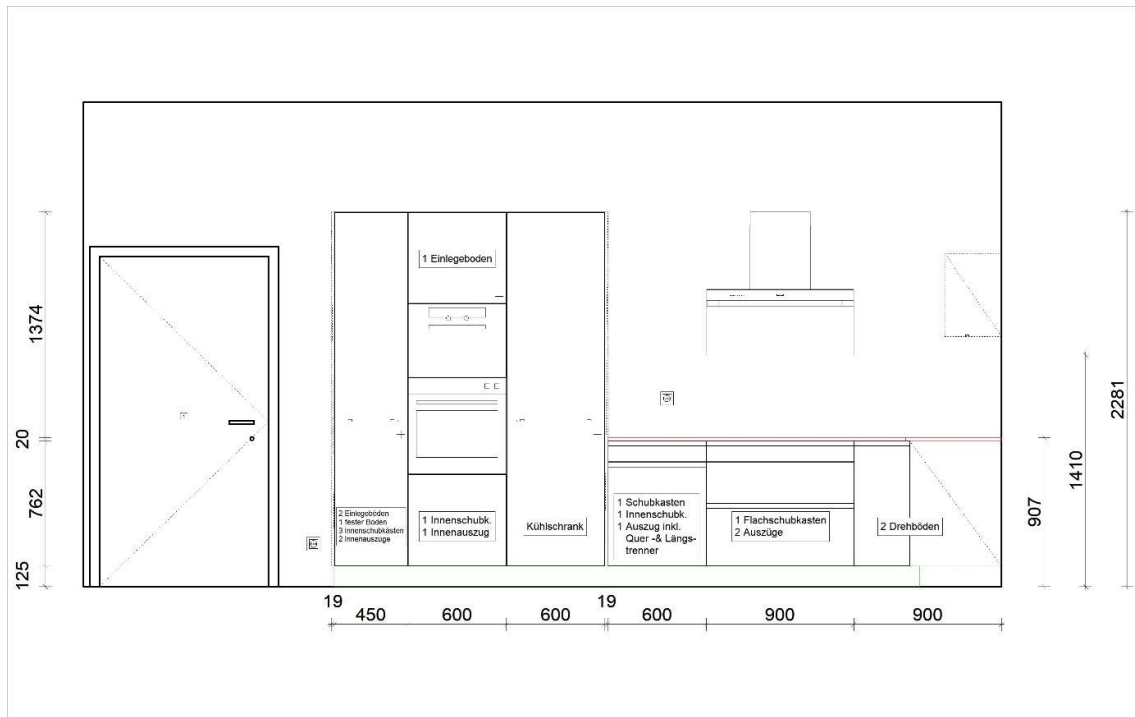 1 Einlegeboden
2 Einlegeböden
1 fester Boden
3 Innenschubkästen
2 Innenauszüge
1 Innenschubk.
1 Innenauszug
Kühlschrank
1 Schubkasten
1 Innenschubk.
1 Auszug inkl.
Quer -& Längs-
trenner
1 Flachschubkasten
2 Auszüge
2 Drehböden
1374
20
762
125
2281
1410
907
19
19
450
600
600
600
900
900